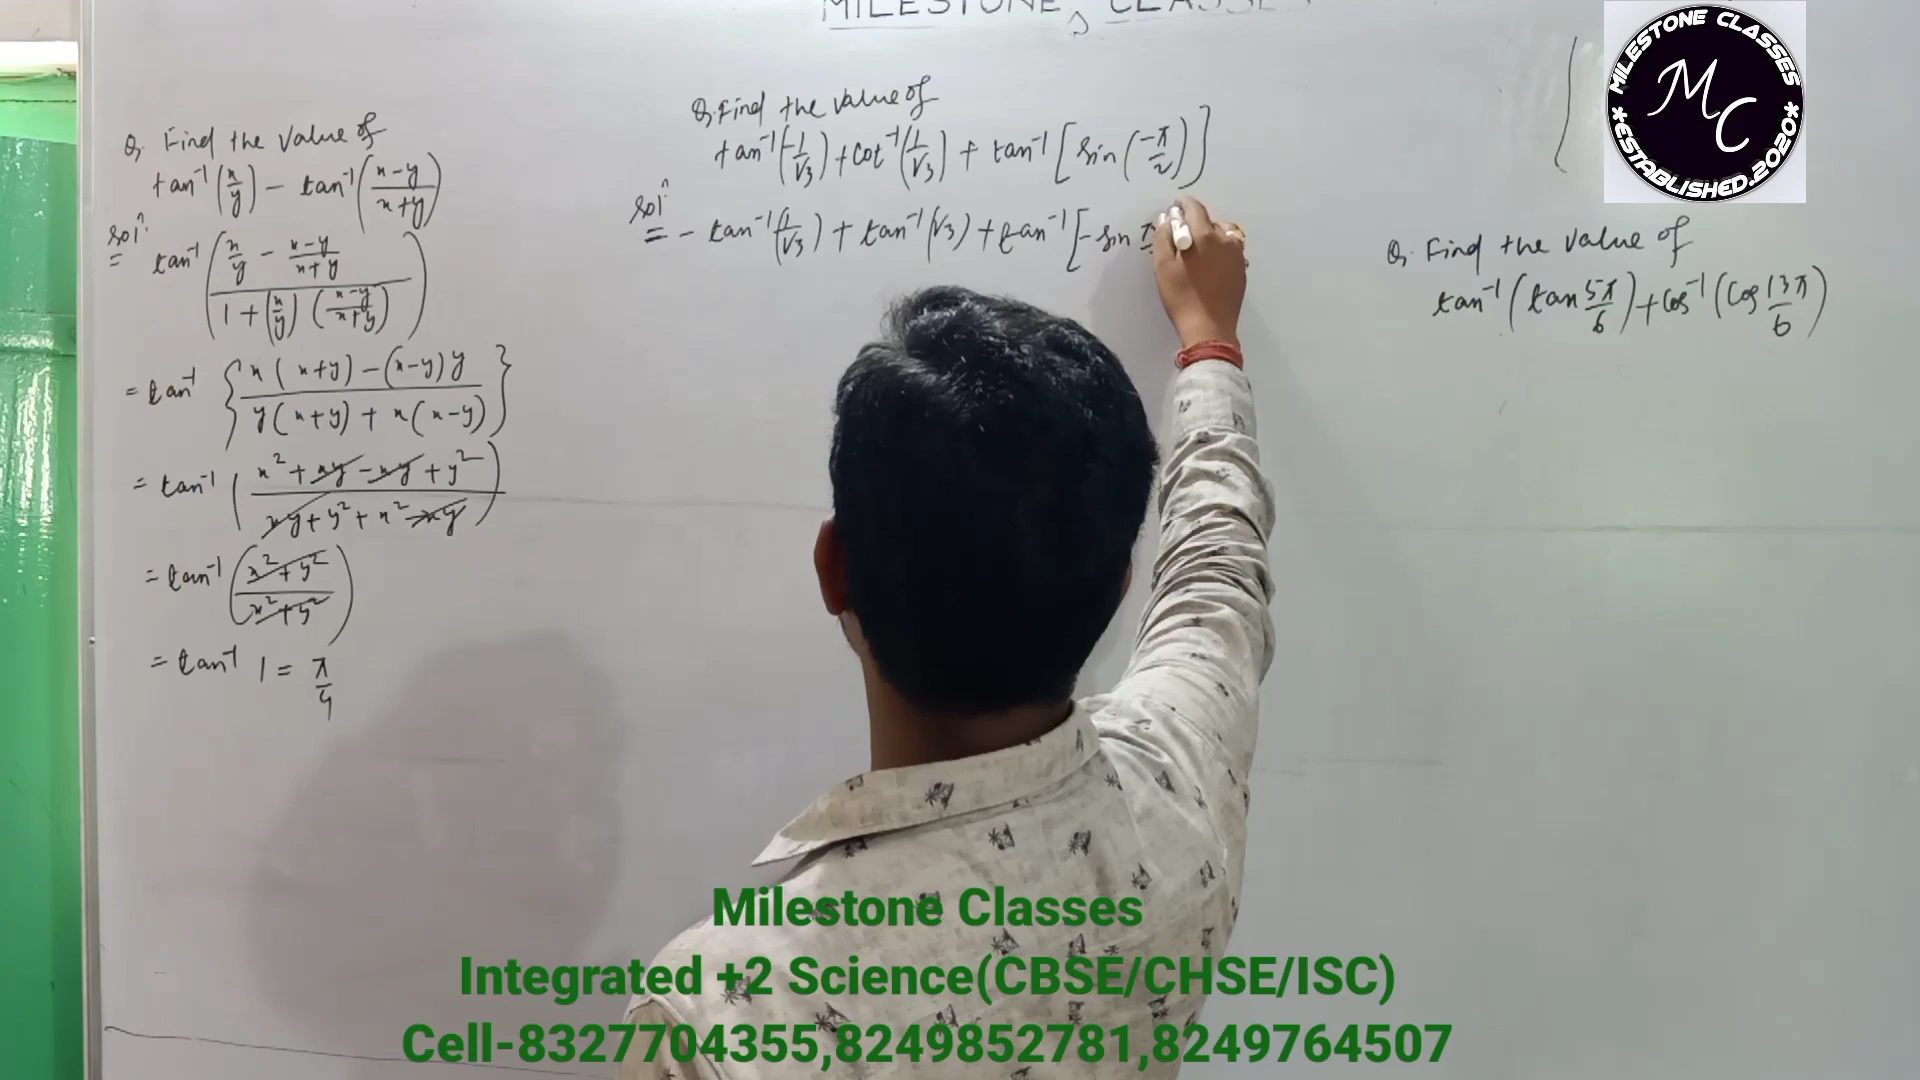 MILESTONE CLASSES
Q. Find the value of
tan⁻¹(x/y) - tan⁻¹((x-y)/(x+y))
Solⁿ:
= tan⁻¹((x/y - (x-y)/(x+y))/(1+(x/y)((x-y)/(x+y))))
= tan⁻¹{(x(x+y)-(x-y)y)/(y(x+y)+x(x-y))}
= tan⁻¹((x²+xy-xy+y²)/(xy+y²+x²-xy))
= tan⁻¹((x²+y²)/(x²+y²))
= tan⁻¹ 1 = π/4
Q. Find the value of
tan⁻¹(-1/√3)+cot⁻¹(1/√3)+tan⁻¹[sin(-π/2)]
Solⁿ:
= -tan⁻¹(1/√3)+tan⁻¹(√3)+tan⁻¹[-sin π
Q. Find the value of
tan⁻¹(tan 5π/6)+cos⁻¹(cos 13π/6)
MILESTONE CLASSES
MC
*ESTABLISHED.2020*
Milestone Classes
Integrated +2 Science(CBSE/CHSE/ISC)
Cell-8327704355,8249852781,8249764507